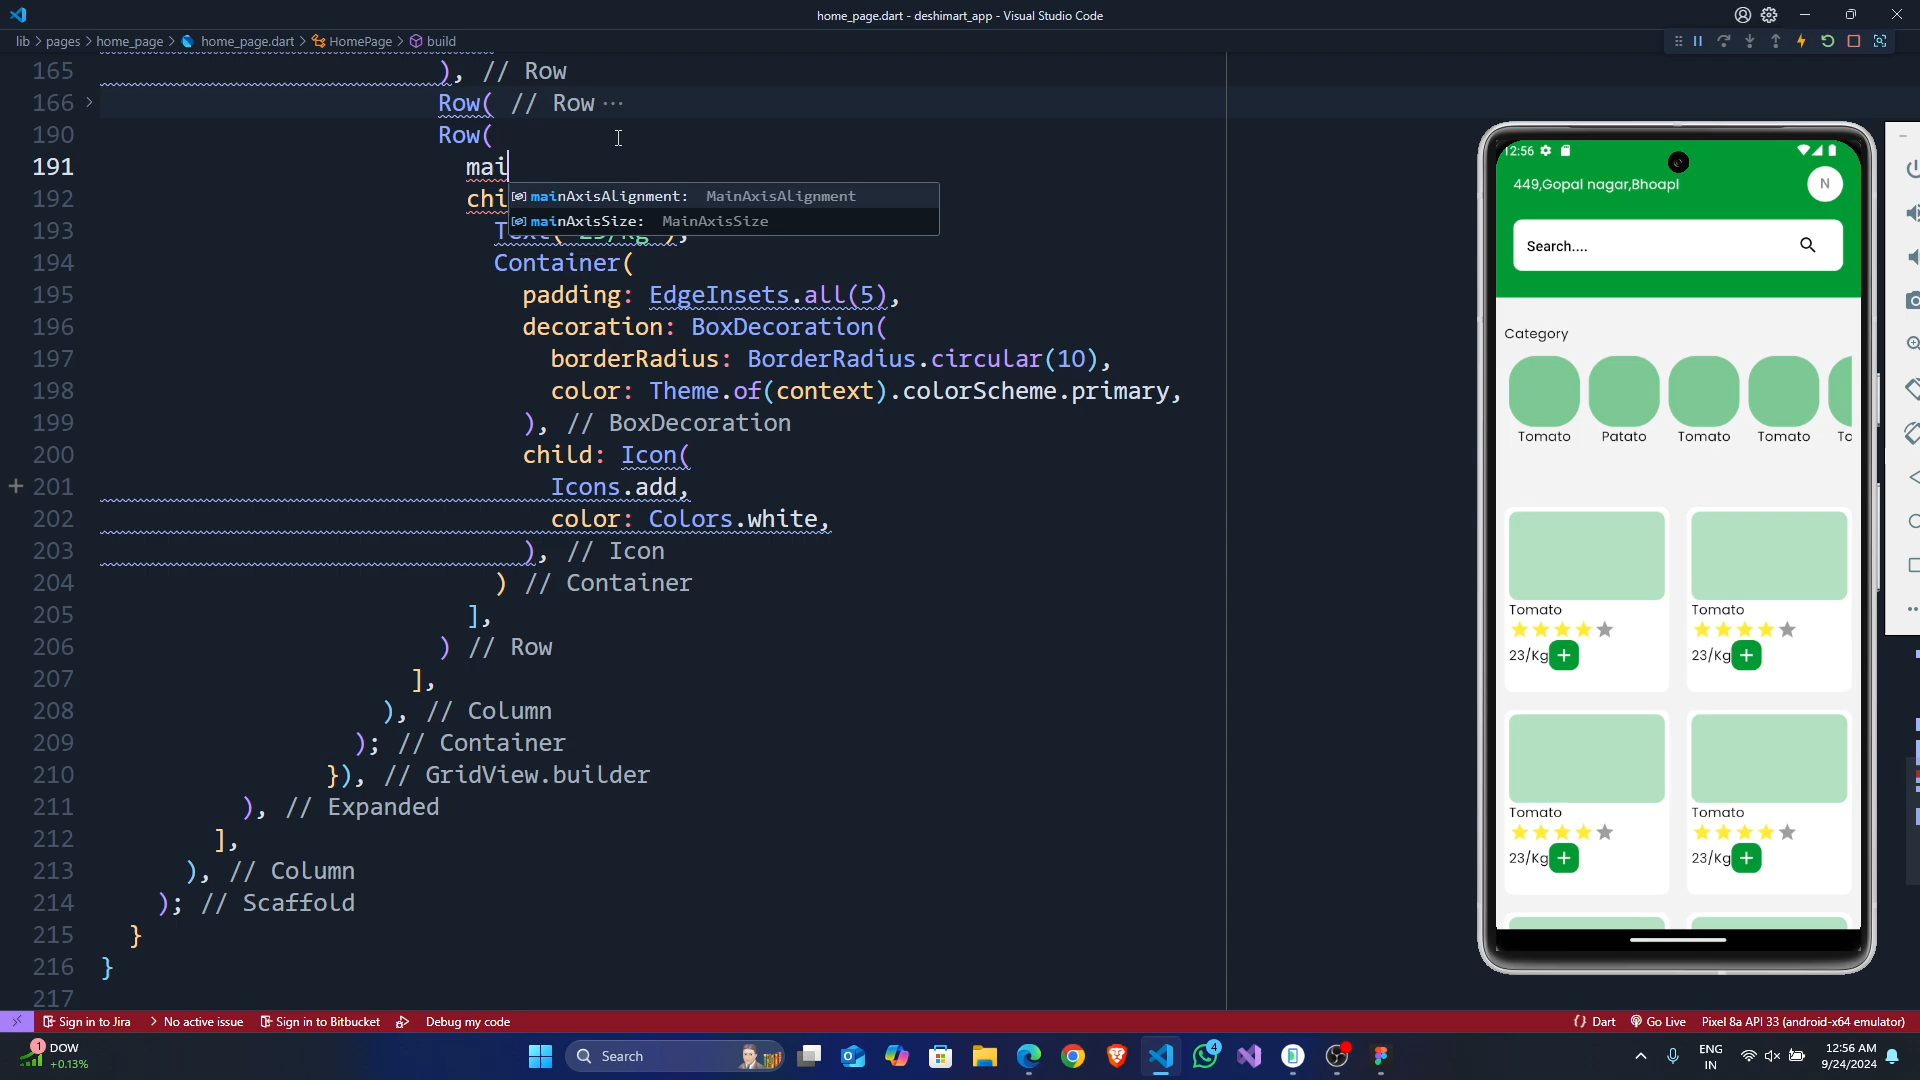 home_page.dart - deshimart_app - Visual Studio Code
lib > pages > home_page > home_page.dart > HomePage > build
165 ), // Row
166 > Row( // Row ...
190 Row(
191 mai
mainAxisAlignment: MainAxisAlignment
mainAxisSize: MainAxisSize
192 chi
193
194 Container(
195 padding: EdgeInsets.all(5),
196 decoration: BoxDecoration(
197 borderRadius: BorderRadius.circular(10),
198 color: Theme.of(context).colorScheme.primary,
199 ), // BoxDecoration
200 child: Icon(
201 Icons.add,
202 color: Colors.white,
203 ), // Icon
204 ) // Container
205 ],
206 ) // Row
207 ],
208 ), // Column
209 ); // Container
210 }), // GridView.builder
211 ), // Expanded
212 ],
213 ), // Column
214 ); // Scaffold
215 }
216 }
217
12:56
449,Gopal nagar,Bhoapl
N
Search....
Category
Tomato Patato Tomato Tomato To
Tomato Tomato
23/Kg 23/Kg
Tomato Tomato
23/Kg 23/Kg
Sign in to Jira > No active issue Sign in to Bitbucket Debug my code
{} Dart Go Live Pixel 8a API 33 (android-x64 emulator)
1 DOW
+0.13%
Search
4
ENG
IN
12:56 AM
9/24/2024